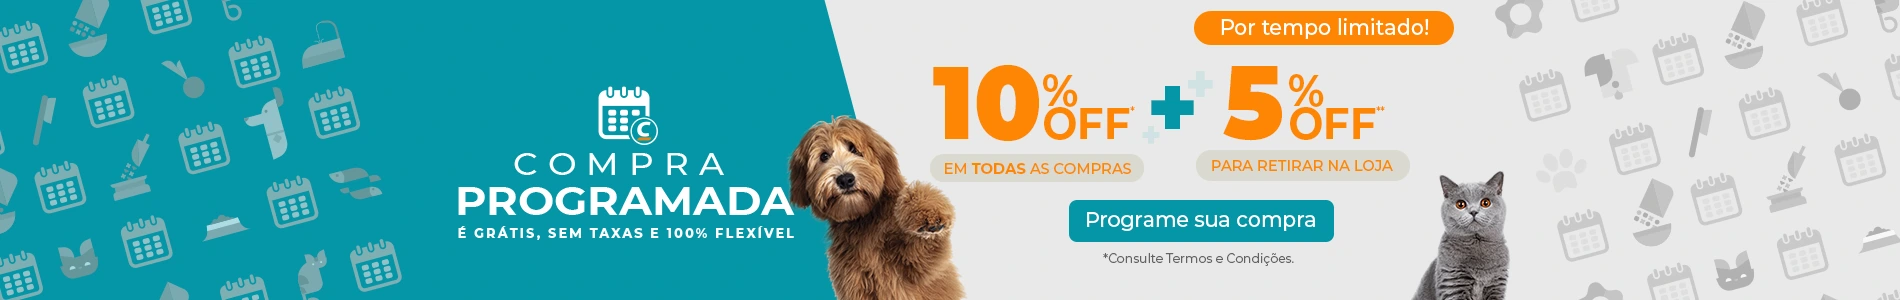 C
COMPRA
PROGRAMADA
É GRÁTIS, SEM TAXAS E 100% FLEXÍVEL
Por tempo limitado!
10% OFF* + 5% OFF**
EM TODAS AS COMPRAS
PARA RETIRAR NA LOJA
Programe sua compra
*Consulte Termos e Condições.